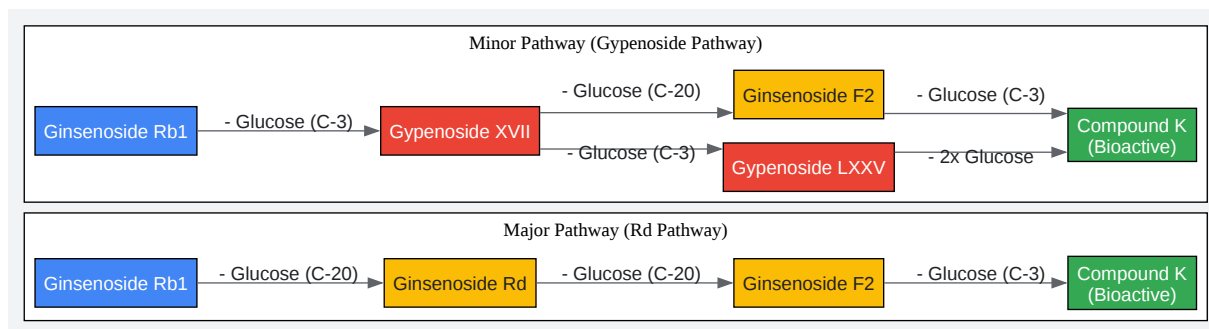 Minor Pathway (Gypenoside Pathway)
Ginsenoside Rb1
- Glucose (C-3)
Gypenoside XVII
- Glucose (C-20)
Ginsenoside F2
- Glucose (C-3)
- Glucose (C-3)
Gypenoside LXXV
- 2x Glucose
Compound K
(Bioactive)
Major Pathway (Rd Pathway)
Ginsenoside Rb1
- Glucose (C-20)
Ginsenoside Rd
- Glucose (C-20)
Ginsenoside F2
- Glucose (C-3)
Compound K
(Bioactive)